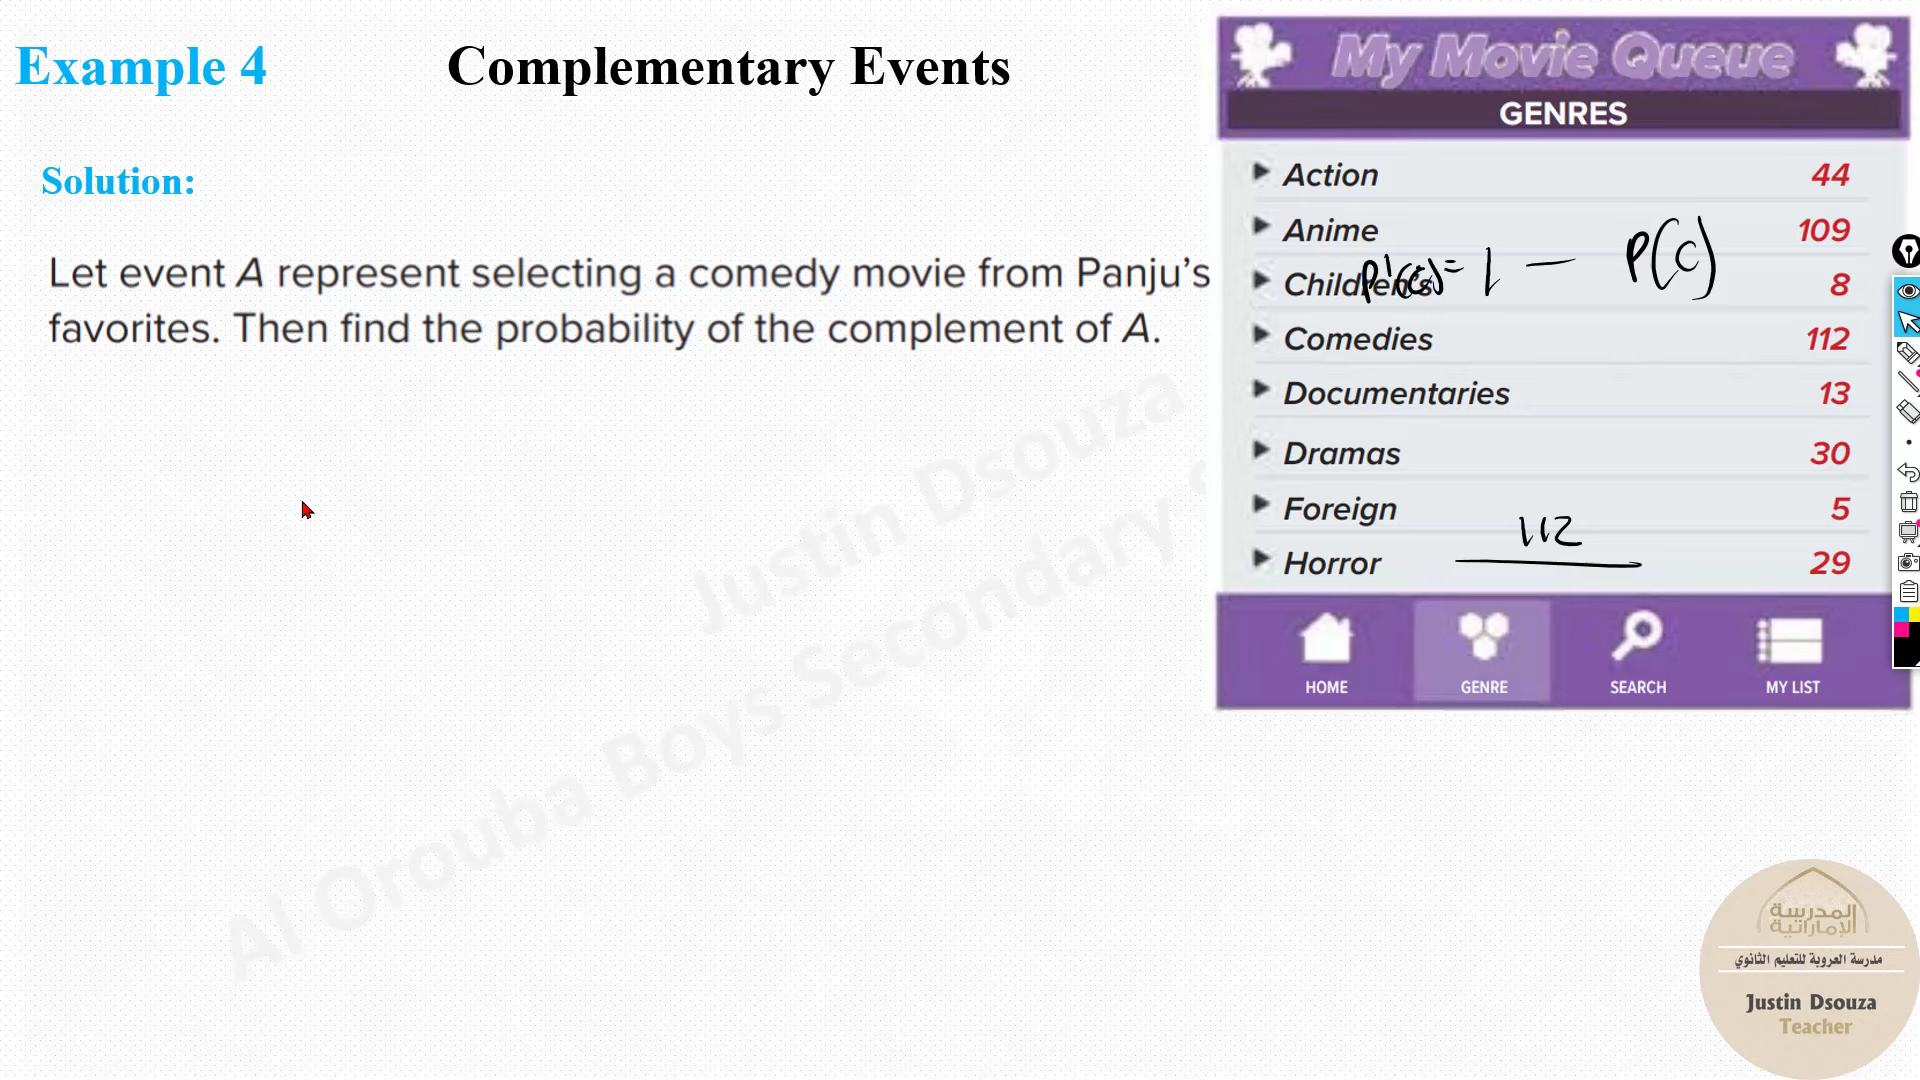 Example 4
Complementary Events
Solution:
Let event A represent selecting a comedy movie from Panju's
favorites. Then find the probability of the complement of A.
My Movie Queue
GENRES
Action 44
Anime 109
Children's 8
Comedies 112
Documentaries 13
Dramas 30
Foreign 5
Horror 29
P'(C) = 1 - P(C)
112
HOME GENRE SEARCH MY LIST
Justin Dsouza
Al Orouba Boys Secondary S
المدرسة
الإماراتية
مدرسة العروبة للتعليم الثانوي
Justin Dsouza
Teacher